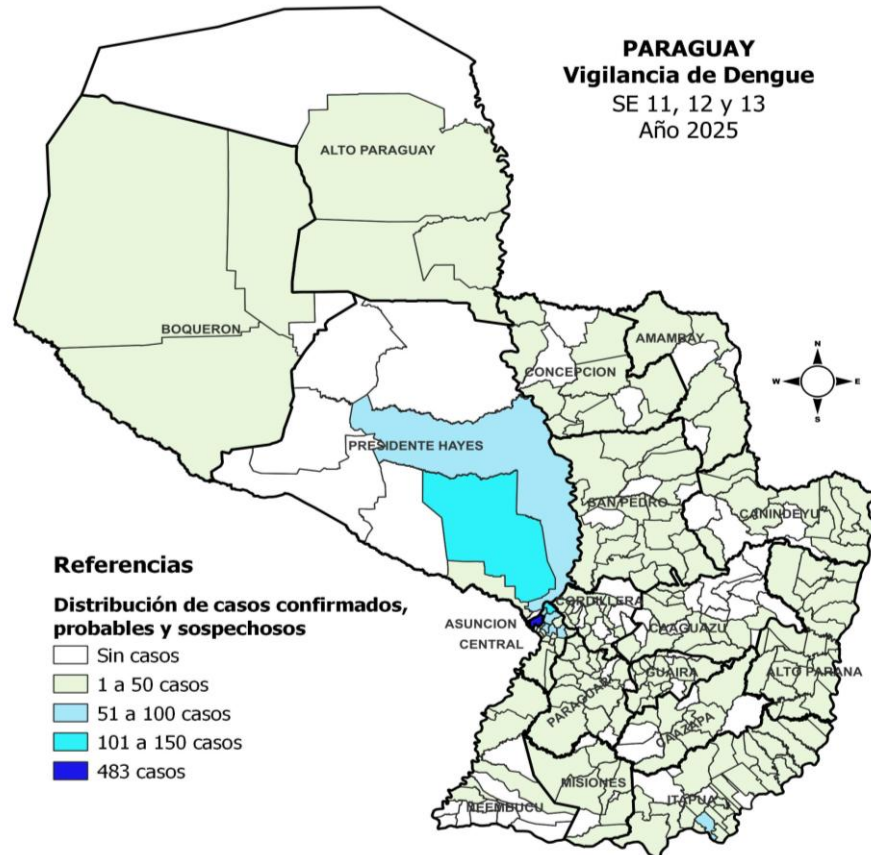 PARAGUAY
Vigilancia de Dengue
SE 11, 12 y 13
Año 2025
ALTO PARAGUAY
BOQUERON
AMAMBAY
CONCEPCION
N
W
E
S
PRESIDENTE HAYES
SAN PEDRO
CANINDEYU
Referencias
Distribución de casos confirmados,
probables y sospechosos
Sin casos
1 a 50 casos
51 a 100 casos
101 a 150 casos
483 casos
CORDILLERA
ASUNCION
CENTRAL
CAAGUAZU
GUAIRA
ALTO PARANA
PARAGUARI
CAAZAPA
MISIONES
ITAPUA
ÑEEMBUCU